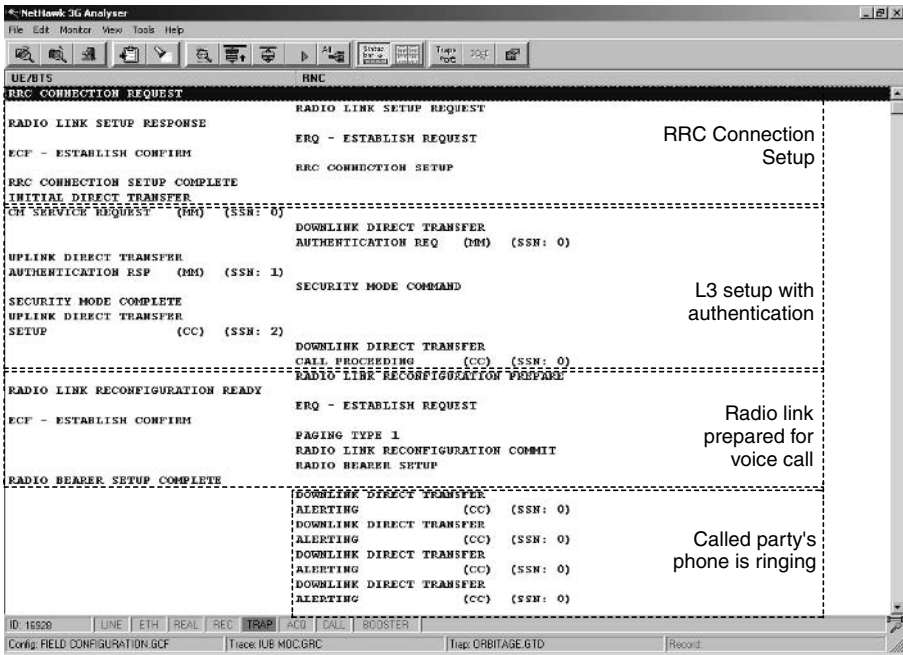 NetHawk 3G Analyser
File Edit Monitor View Tools Help
UE/BTS RNC
RRC CONNECTION REQUEST
RADIO LINK SETUP REQUEST
RADIO LINK SETUP RESPONSE
ERQ - ESTABLISH REQUEST
ECF - ESTABLISH CONFIRM
RRC CONNECTION SETUP
RRC CONNECTION SETUP COMPLETE
INITIAL DIRECT TRANSFER
RRC Connection
Setup
CM SERVICE REQUEST (MM) (SSN: 0)
DOWNLINK DIRECT TRANSFER
AUTHENTICATION REQ (MM) (SSN: 0)
UPLINK DIRECT TRANSFER
AUTHENTICATION RSP (MM) (SSN: 1)
SECURITY MODE COMMAND
SECURITY MODE COMPLETE
UPLINK DIRECT TRANSFER
SETUP (CC) (SSN: 2)
DOWNLINK DIRECT TRANSFER
CALL PROCEEDING (CC) (SSN: 0)
L3 setup with
authentication
RADIO LINK RECONFIGURATION PREPARE
RADIO LINK RECONFIGURATION READY
ERQ - ESTABLISH REQUEST
ECF - ESTABLISH CONFIRM
PAGING TYPE 1
RADIO LINK RECONFIGURATION COMMIT
RADIO BEARER SETUP
RADIO BEARER SETUP COMPLETE
Radio link
prepared for
voice call
DOWNLINK DIRECT TRANSFER
ALERTING (CC) (SSN: 0)
DOWNLINK DIRECT TRANSFER
ALERTING (CC) (SSN: 0)
DOWNLINK DIRECT TRANSFER
ALERTING (CC) (SSN: 0)
DOWNLINK DIRECT TRANSFER
ALERTING (CC) (SSN: 0)
Called party's
phone is ringing
ID: 16928 LINE ETH REAL REC TRAP ACQ CALL BOOSTER
Config: FIELD CONFIGURATION.GCF Trace: IUB MOC.GRC Trap: ORBITAGE.GTD Record: